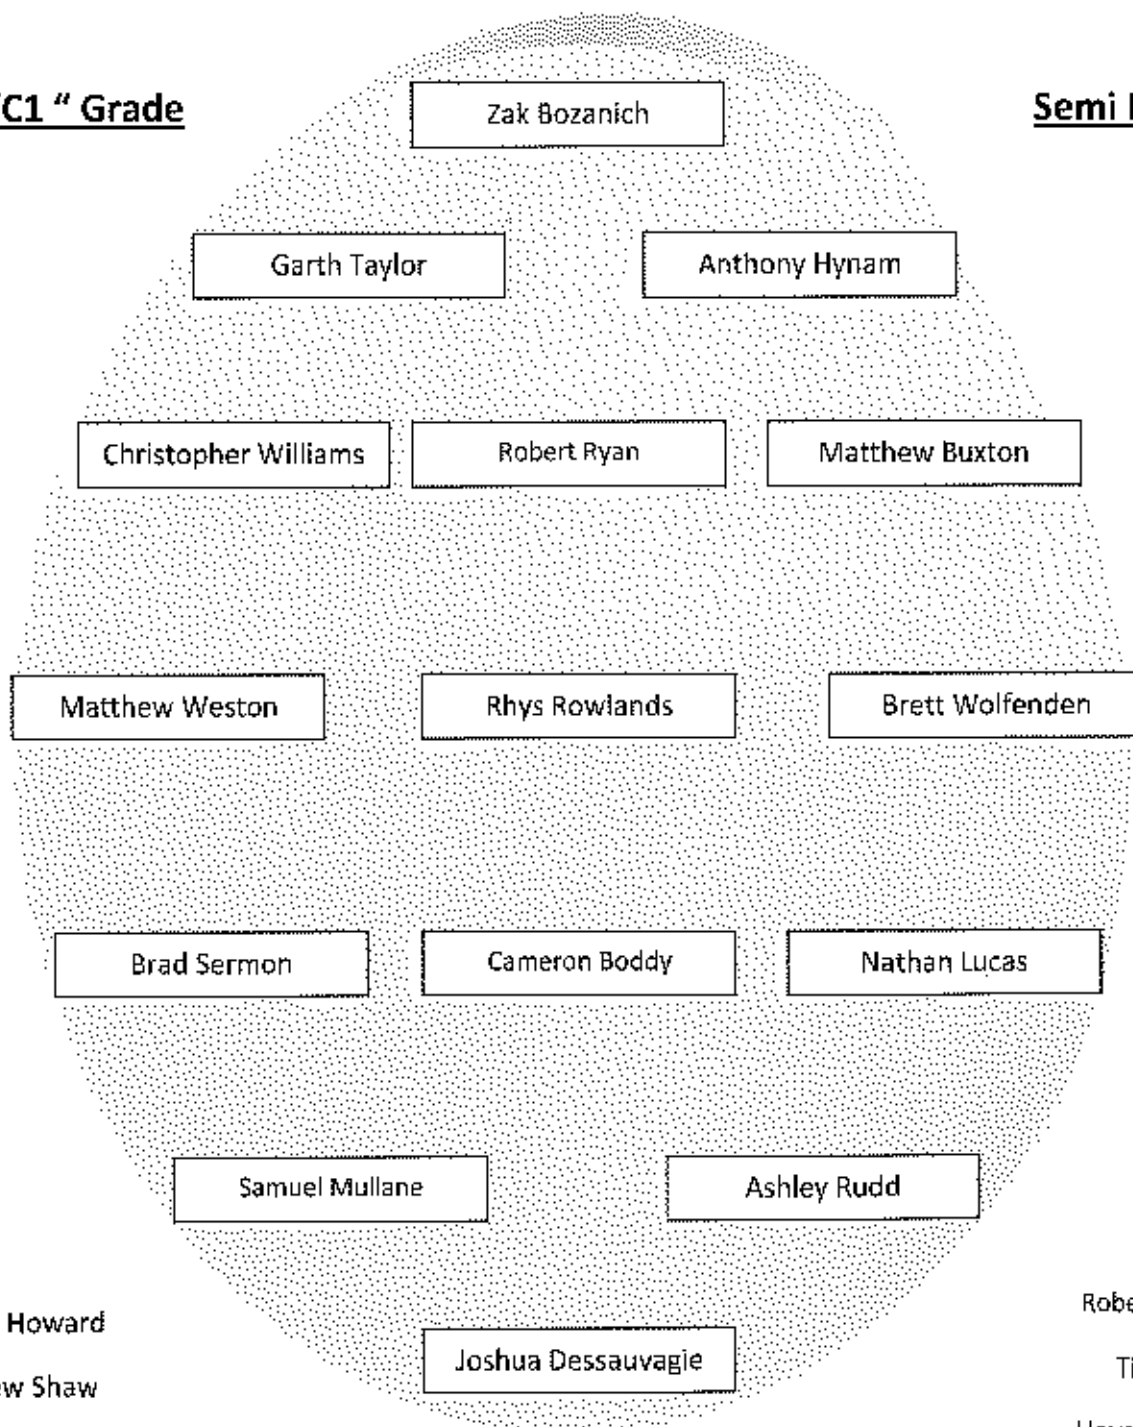 C1 “ Grade
Semi
Zak Bozanich
Garth Taylor
Anthony Hynam
Christopher Williams
Robert Ryan
Matthew Buxton
Matthew Weston
Rhys Rowlands
Brett Wolfenden
Brad Sermon
Cameron Boddy
Nathan Lucas
Samuel Mullane
Ashley Rudd
Howard
Joshua Dessauvagie
Shaw